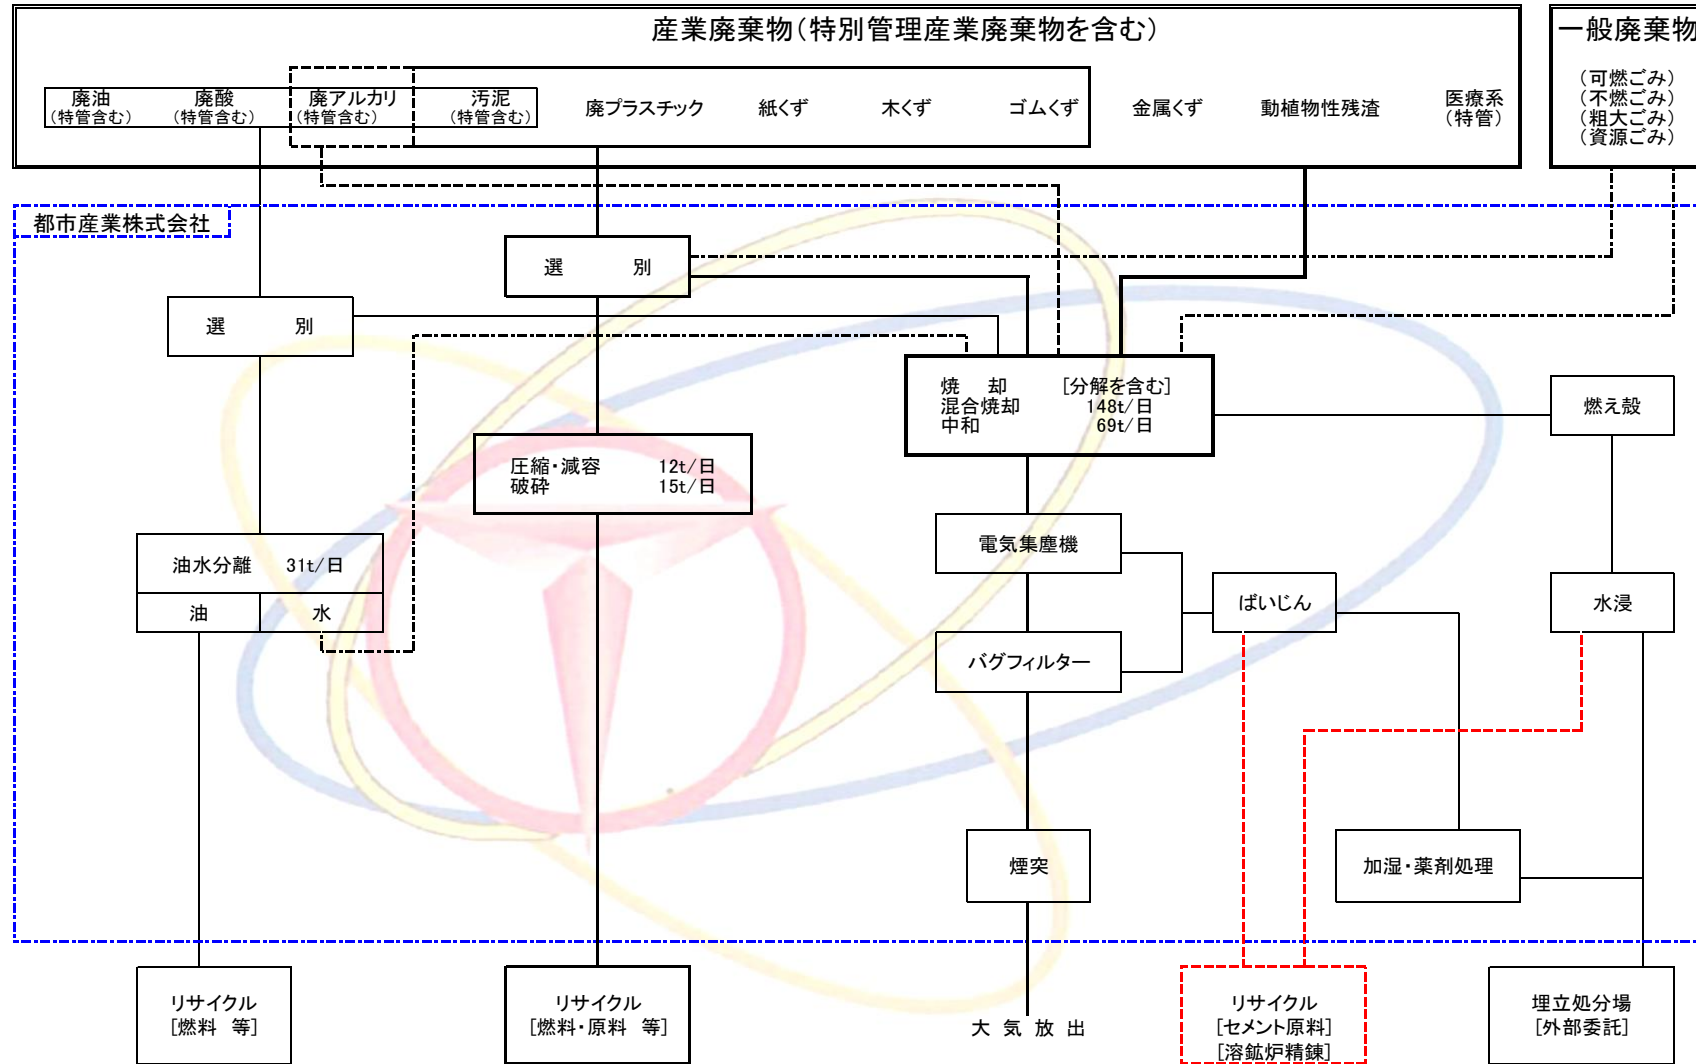 産業廃棄物(特別管理産業廃棄物を含む)
一般廃棄物
廃油
(特管含む)
廃酸
(特管含む)
廃アルカリ
(特管含む)
汚泥
(特管含む)
廃プラスチック
紙くず
木くず
ゴムくず
金属くず
動植物性残渣
医療系
(特管)
(可燃ごみ)
(不燃ごみ)
(粗大ごみ)
(資源ごみ)
都市産業株式会社
選 別
選 別
焼 却 [分解を含む]
混合焼却 148t/日
中和 69t/日
燃え殻
圧縮・減容 12t/日
破砕 15t/日
電気集塵機
油水分離 31t/日
油 水
ばいじん
水浸
バグフィルター
煙突
加湿・薬剤処理
リサイクル
[燃料 等]
リサイクル
[燃料・原料 等]
大 気 放 出
リサイクル
[セメント原料]
[溶鉱炉精錬]
埋立処分場
[外部委託]